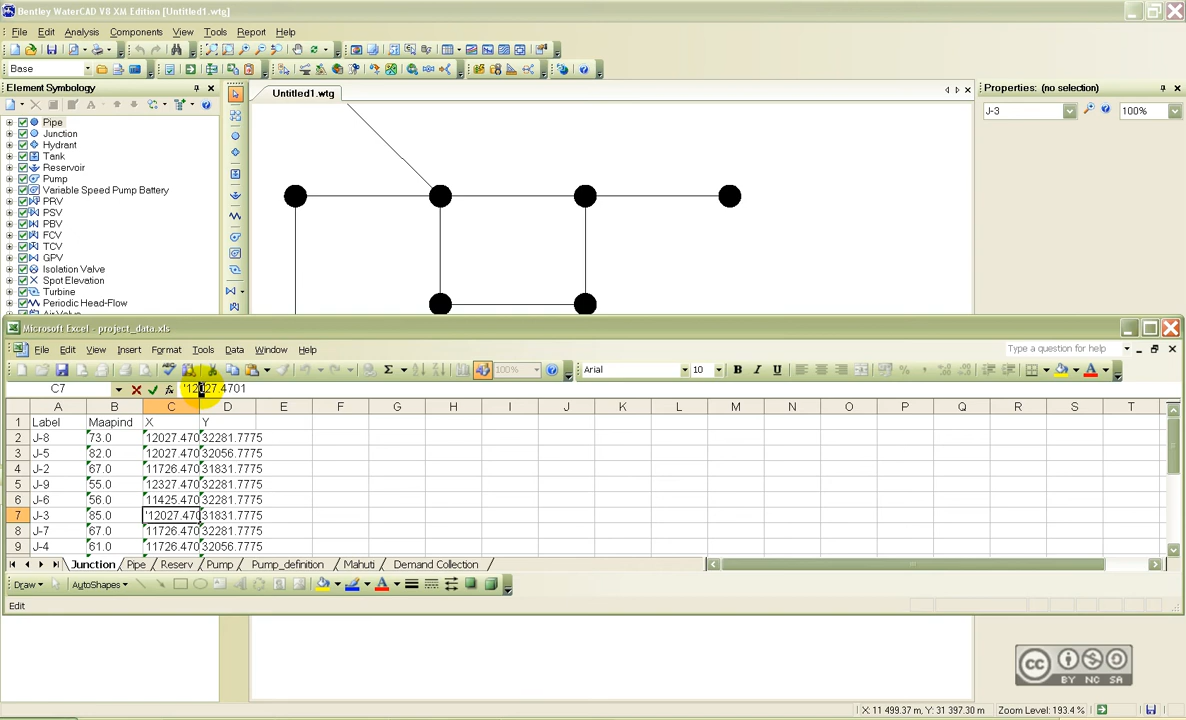 Bentley WaterCAD V8 XM Edition [Untitled1.wtg]
File Edit Analysis Components View Tools Report Help
Base
Element Symbology
Untitled1.wtg
Properties: (no selection)
J-3
100%
Pipe
Junction
Hydrant
Tank
Reservoir
Pump
Variable Speed Pump Battery
PRV
PSV
PBV
FCV
TCV
GPV
Isolation Valve
Spot Elevation
Turbine
Periodic Head-Flow
Air Valve
Microsoft Excel - project_data.xls
File Edit View Insert Format Tools Data Window Help
Type a question for help
100% Arial 10 B I U
C7 '12027.4701
A B C D E F G H I J K L M N O P Q R S T
1 Label Maapind X Y
2 J-8 73.0 12027.470 32281.7775
3 J-5 82.0 12027.470 32056.7775
4 J-2 67.0 11726.470 31831.7775
5 J-9 55.0 12327.470 32281.7775
6 J-6 56.0 11425.470 32281.7775
7 J-3 85.0 '12027.470 31831.7775
8 J-7 67.0 11726.470 32281.7775
9 J-4 61.0 11726.470 32056.7775
Junction Pipe Reserv Pump Pump_definition Mahuti Demand Collection
Draw AutoShapes
Edit
cc
BY NC SA
X: 11 499.37 m, Y: 31 397.30 m Zoom Level: 193.4 %